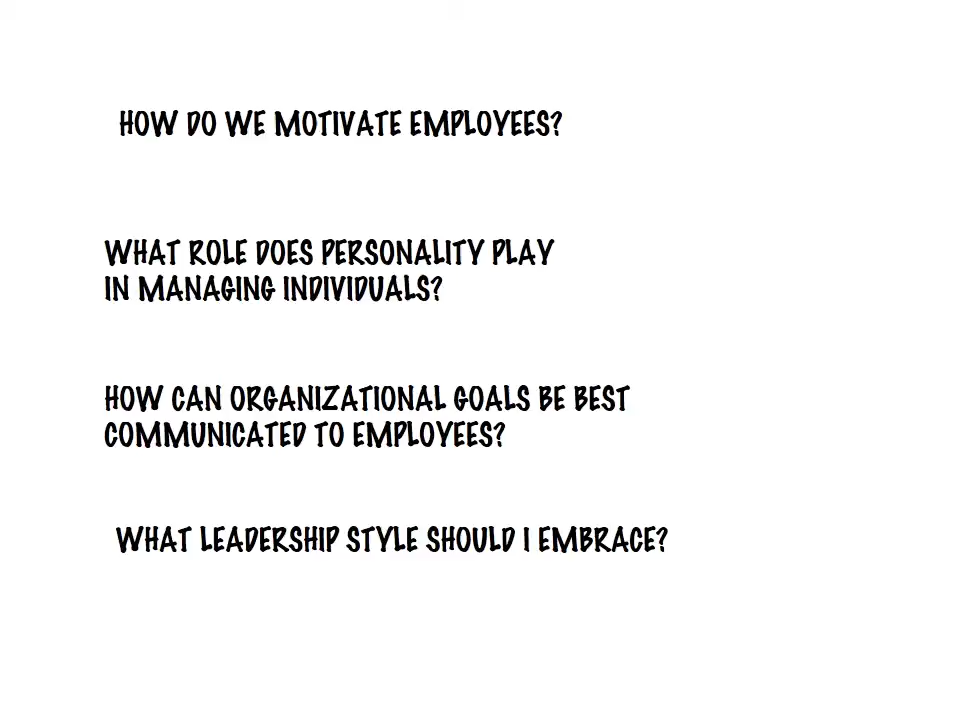 HOW DO WE MOTIVATE EMPLOYEES?
WHAT ROLE DOES PERSONALITY PLAY
IN MANAGING INDIVIDUALS?
HOW CAN ORGANIZATIONAL GOALS BE BEST
COMMUNICATED TO EMPLOYEES?
WHAT LEADERSHIP STYLE SHOULD I EMBRACE?